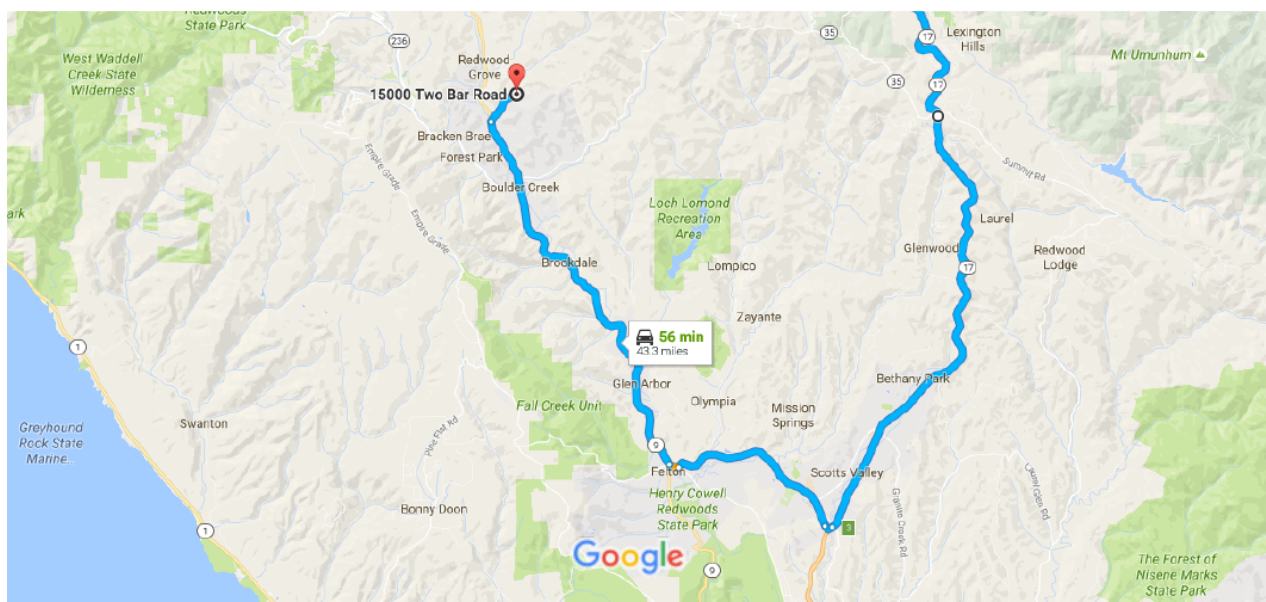 Redwoods
State Park
236
35
17
Lexington
Hills
Mt Umunhum
West Waddell
Creek State
Wilderness
Redwood
Grove
15000 Two Bar Road
35
17
Bracken Brae
Forest Park
Empire Grade
Summit Rd
Boulder Creek
Loch Lomond
Recreation
Area
Empire Grade
Laurel
ark
Glenwood
Redwood
Lodge
Brookdale
Lompico
17
Zayante
1
56 min
43.3 miles
Glen Arbor
Bethany Park
Fall Creek Unit
Olympia
Mission
Springs
Swanton
Greyhound
Rock State
Marine...
Pine Flat Rd
9
Felton
Scotts Valley
Henry Cowell
Redwoods
State Park
Granite Creek Rd
Laurel Glen Rd
Bonny Doon
1
3
Google
9
The Forest of
Nisene Marks
State Park